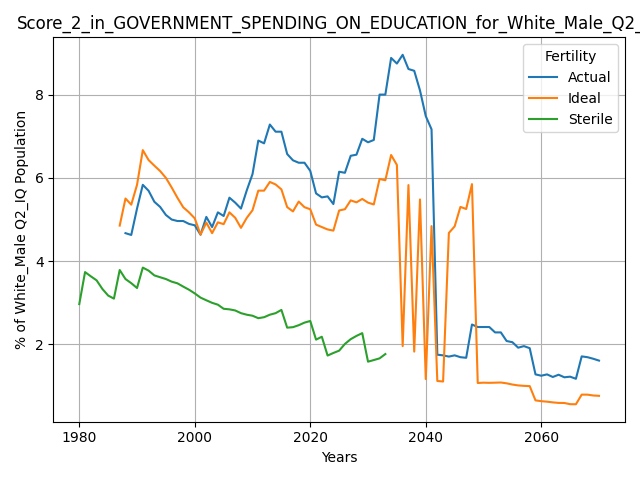 Score_2_in_GOVERNMENT_SPENDING_ON_EDUCATION_for_White_Male_Q2_
Fertility
Actual
Ideal
Sterile
% of White_Male Q2_IQ Population
8
6
4
2
1980
2000
2020
2040
2060
Years